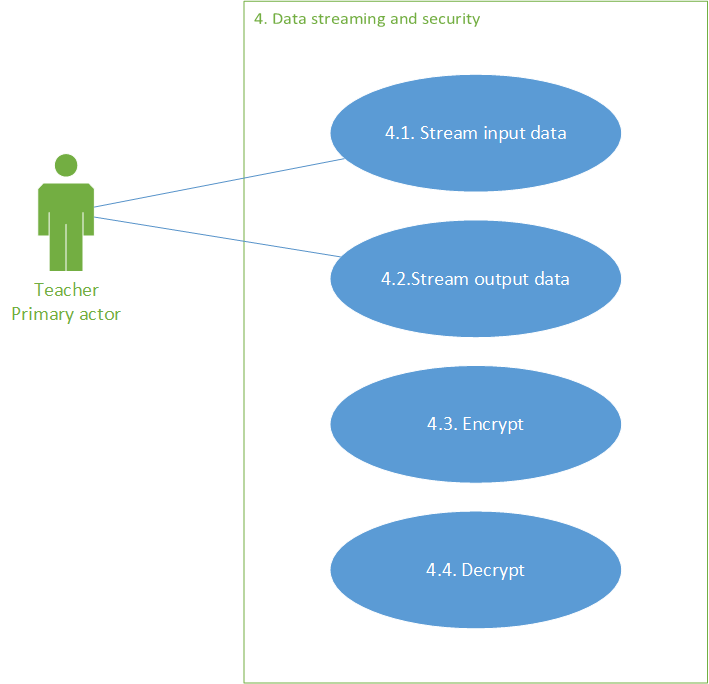 4. Data streaming and security
4.1. Stream input data
4.2.Stream output data
Teacher
Primary actor
4.3. Encrypt
4.4. Decrypt